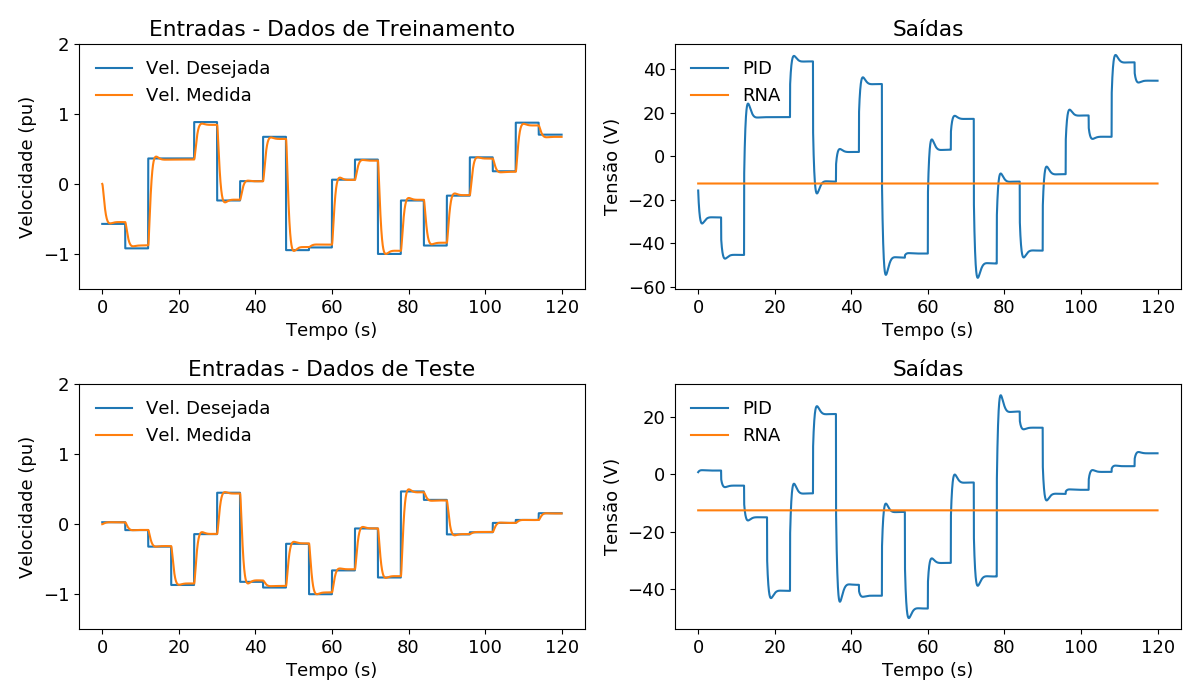 Entradas - Dados de Treinamento
2
1
0
−1
Velocidade (pu)
Vel. Desejada
Vel. Medida
0 20 40 60 80 100 120
Tempo (s)
Saídas
40
20
0
−20
−40
−60
Tensão (V)
PID
RNA
0 20 40 60 80 100 120
Tempo (s)
Entradas - Dados de Teste
2
1
0
−1
Velocidade (pu)
Vel. Desejada
Vel. Medida
0 20 40 60 80 100 120
Tempo (s)
Saídas
20
0
−20
−40
Tensão (V)
PID
RNA
0 20 40 60 80 100 120
Tempo (s)